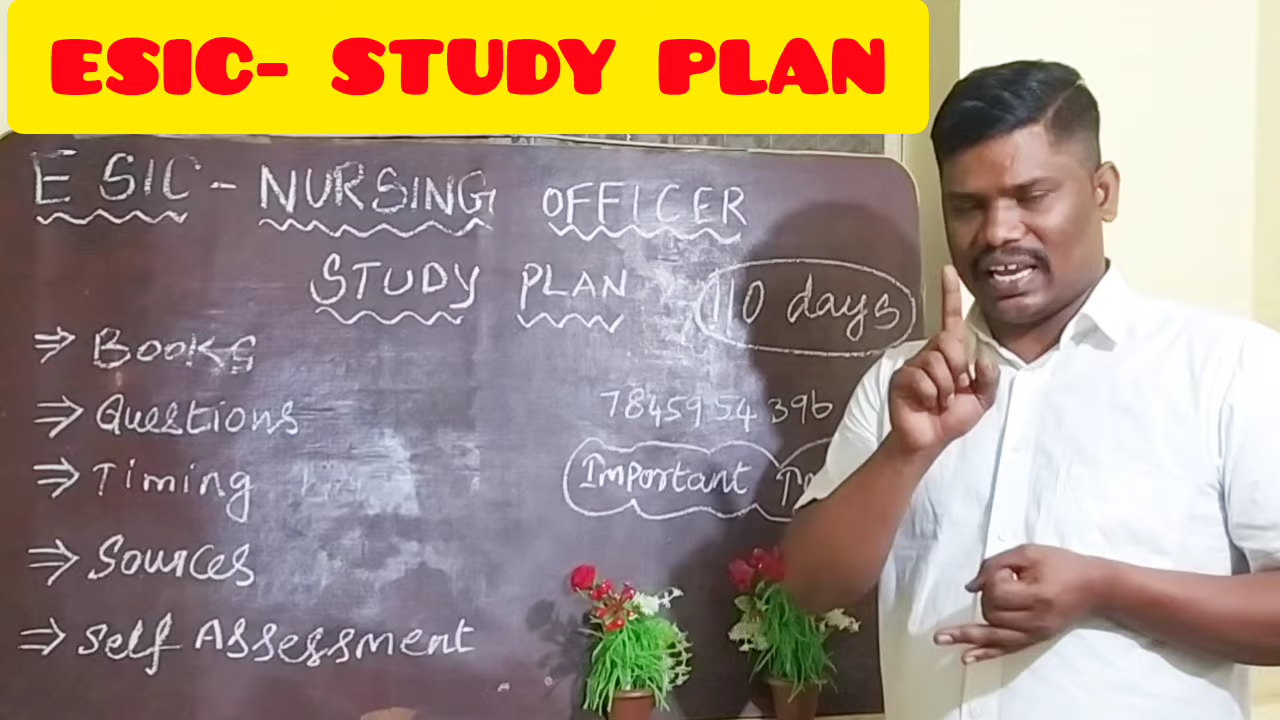 ESIC- STUDY PLAN
ESIC - NURSING OFFICER
STUDY PLAN
110 days
⇒ Books
⇒ Questions
⇒ Timing
⇒ Sources
⇒ Self Assessment
7845954396
Important